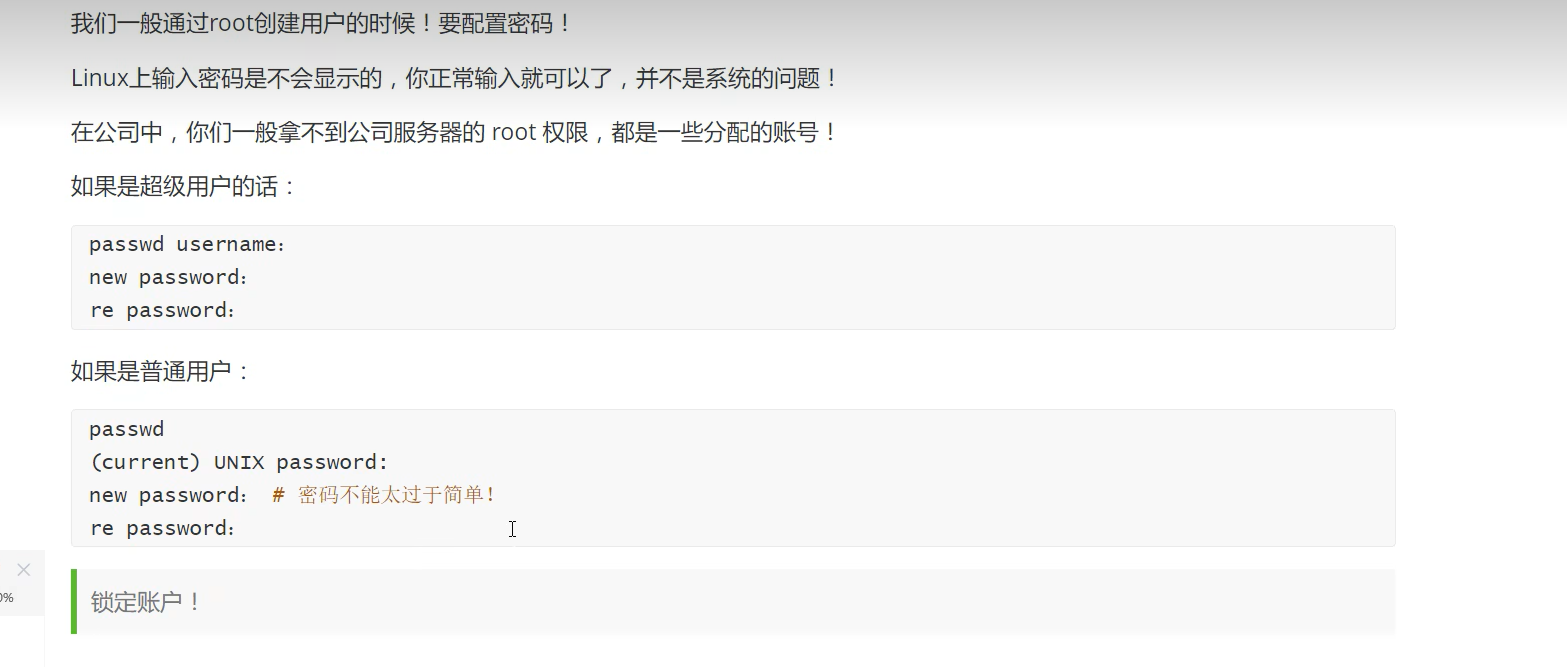 我们一般通过root创建用户的时候！要配置密码！
Linux上输入密码是不会显示的，你正常输入就可以了，并不是系统的问题！
在公司中，你们一般拿不到公司服务器的 root 权限，都是一些分配的账号！
如果是超级用户的话：
passwd username：
new password：
re password：
如果是普通用户：
passwd
(current) UNIX password:
new password： # 密码不能太过于简单！
re password：
0%
锁定账户！